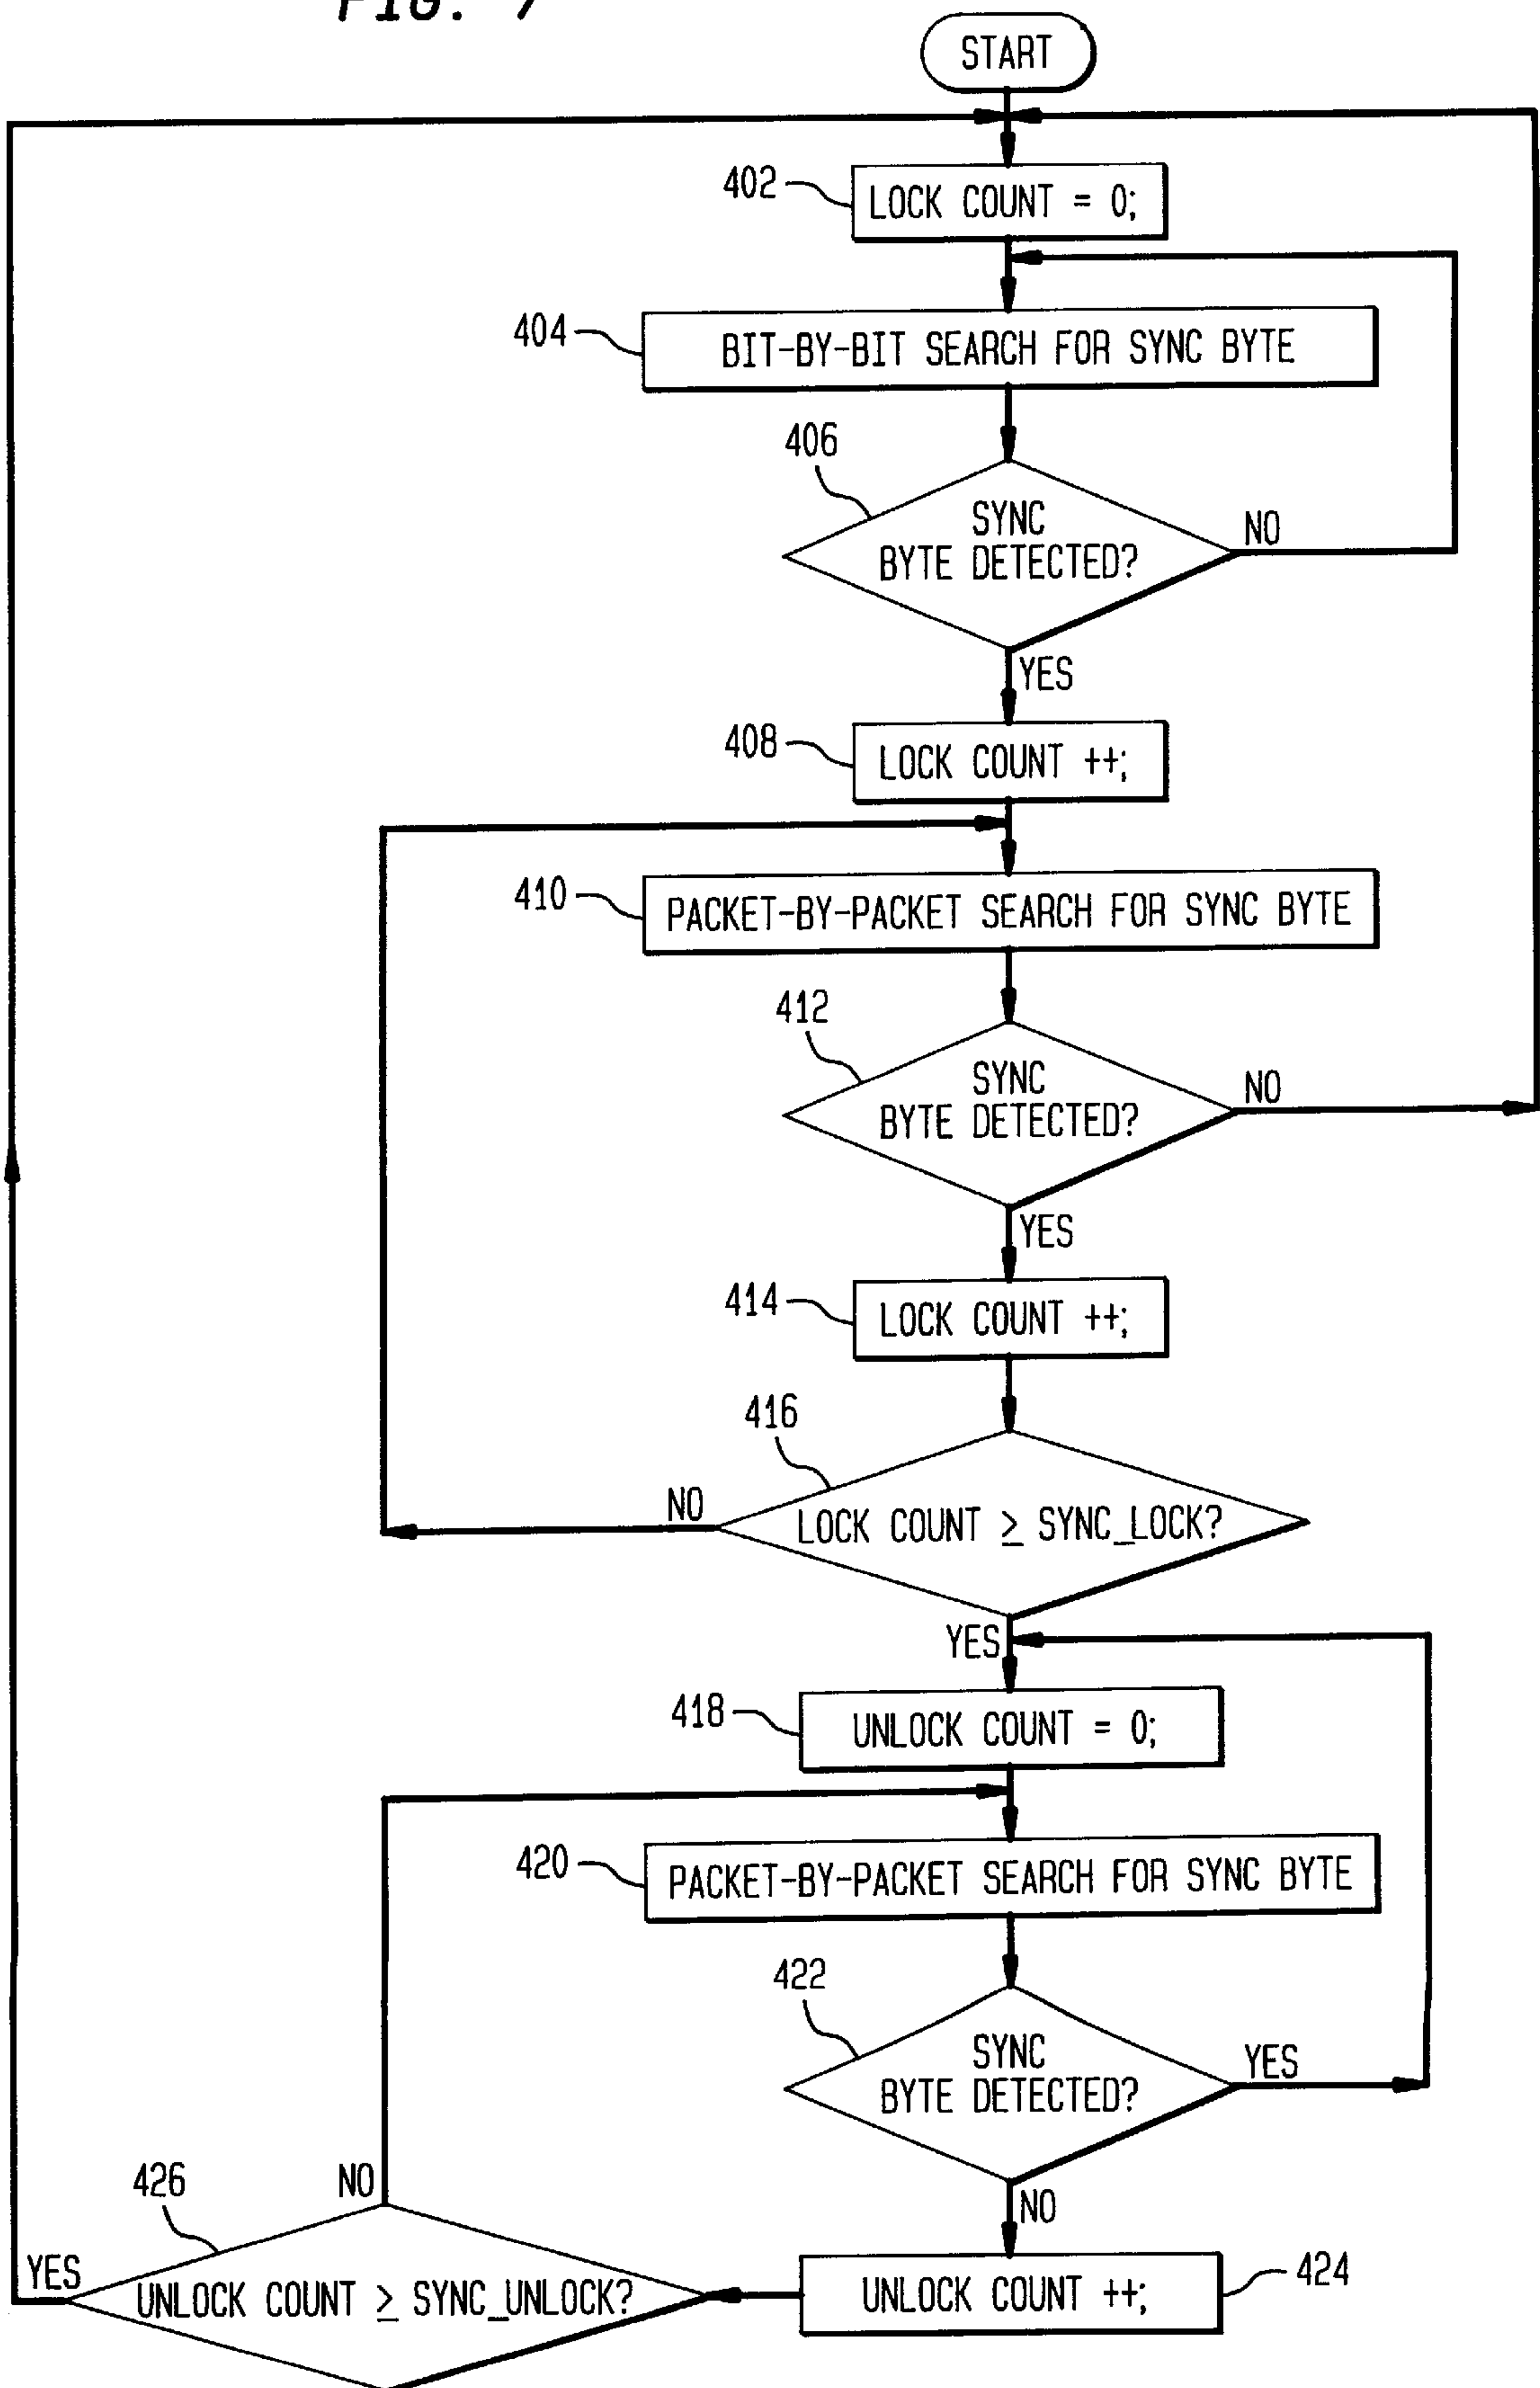 FIG. 7
START
402
LOCK COUNT = 0;
404
BIT-BY-BIT SEARCH FOR SYNC BYTE
406
SYNC
BYTE DETECTED?
NO
YES
408
LOCK COUNT ++;
410
PACKET-BY-PACKET SEARCH FOR SYNC BYTE
412
SYNC
BYTE DETECTED?
NO
YES
414
LOCK COUNT ++;
416
NO
LOCK COUNT ≥ SYNC_LOCK?
YES
418
UNLOCK COUNT = 0;
420
PACKET-BY-PACKET SEARCH FOR SYNC BYTE
422
SYNC
BYTE DETECTED?
YES
NO
426
NO
YES
UNLOCK COUNT ≥ SYNC_UNLOCK?
UNLOCK COUNT ++;
424